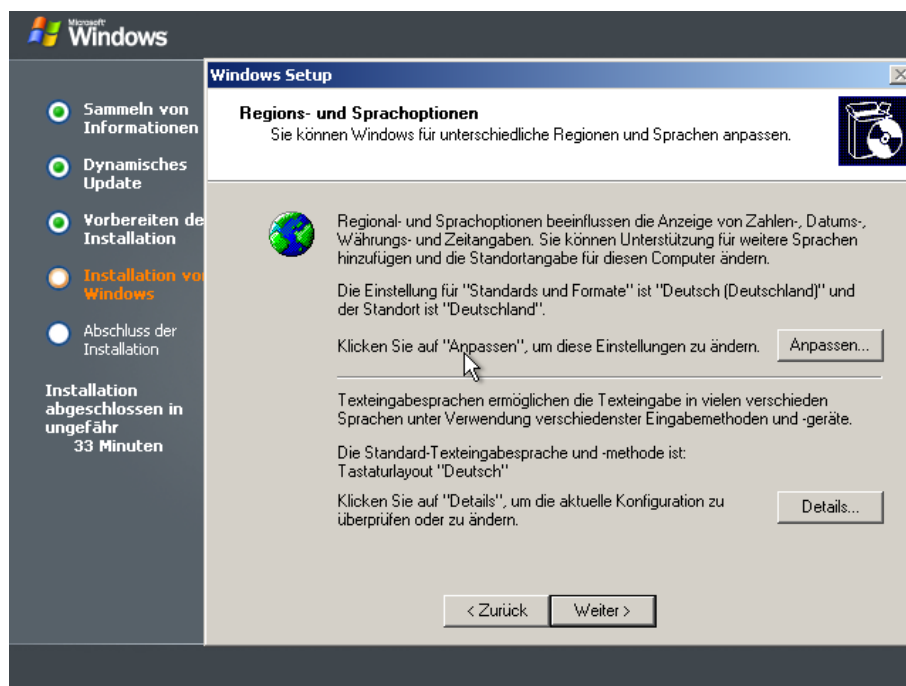 Microsoft
Windows
Sammeln von
Informationen
Dynamisches
Update
Vorbereiten de
Installation
Installation vo
Windows
Abschluss der
Installation
Installation
abgeschlossen in
ungefähr
33 Minuten
Windows Setup
Regions- und Sprachoptionen
Sie können Windows für unterschiedliche Regionen und Sprachen anpassen.
Regional- und Sprachoptionen beeinflussen die Anzeige von Zahlen-, Datums-,
Währungs- und Zeitangaben. Sie können Unterstützung für weitere Sprachen
hinzufügen und die Standortangabe für diesen Computer ändern.
Die Einstellung für "Standards und Formate" ist "Deutsch (Deutschland)" und
der Standort ist "Deutschland".
Klicken Sie auf "Anpassen", um diese Einstellungen zu ändern.
Anpassen...
Texteingabesprachen ermöglichen die Texteingabe in vielen verschieden
Sprachen unter Verwendung verschiedenster Eingabemethoden und -geräte.
Die Standard-Texteingabesprache und -methode ist:
Tastaturlayout "Deutsch"
Klicken Sie auf "Details", um die aktuelle Konfiguration zu
überprüfen oder zu ändern.
Details...
< Zurück
Weiter >